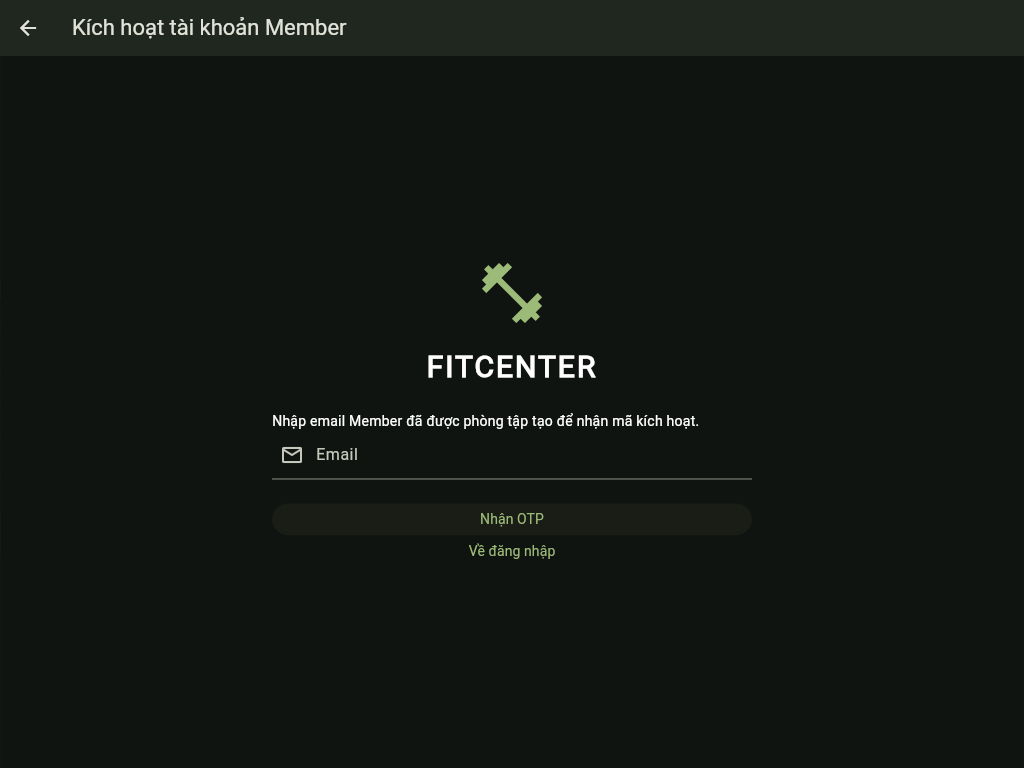 Kích hoạt tài khoản Member
FITCENTER
Nhập email Member đã được phòng tập tạo để nhận mã kích hoạt.
Email
Nhận OTP
Về đăng nhập